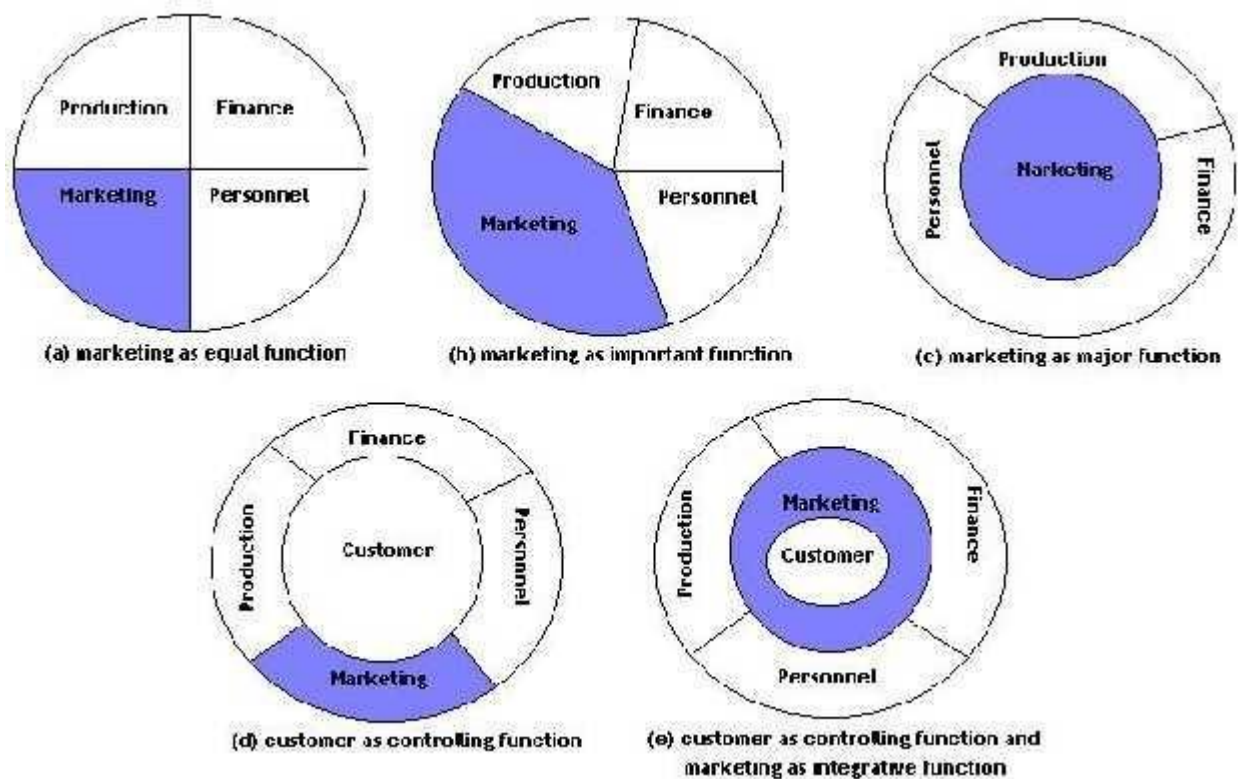 Production
Finance
Marketing
Personnel
(a) marketing as equal function
Production
Finance
Personnel
Marketing
(b) marketing as important function
Production
Marketing
Personnel
Finance
(c) marketing as major function
Finance
Production
Personnel
Customer
Marketing
(d) customer as controlling function
Marketing
Finance
Production
Customer
Personnel
(e) customer as controlling function and
marketing as integrative function